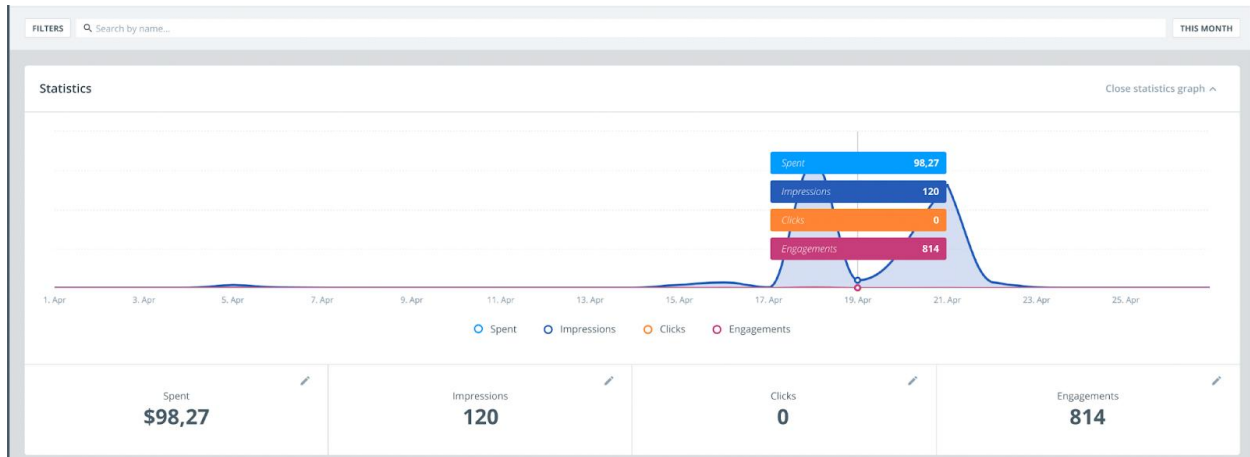 FILTERS Search by name... THIS MONTH
Statistics Close statistics graph
Spent 98,27
Impressions 120
Clicks 0
Engagements 814
1. Apr 3. Apr 5. Apr 7. Apr 9. Apr 11. Apr 13. Apr 15. Apr 17. Apr 19. Apr 21. Apr 23. Apr 25. Apr
Spent Impressions Clicks Engagements
Spent Impressions Clicks Engagements
$98,27 120 0 814